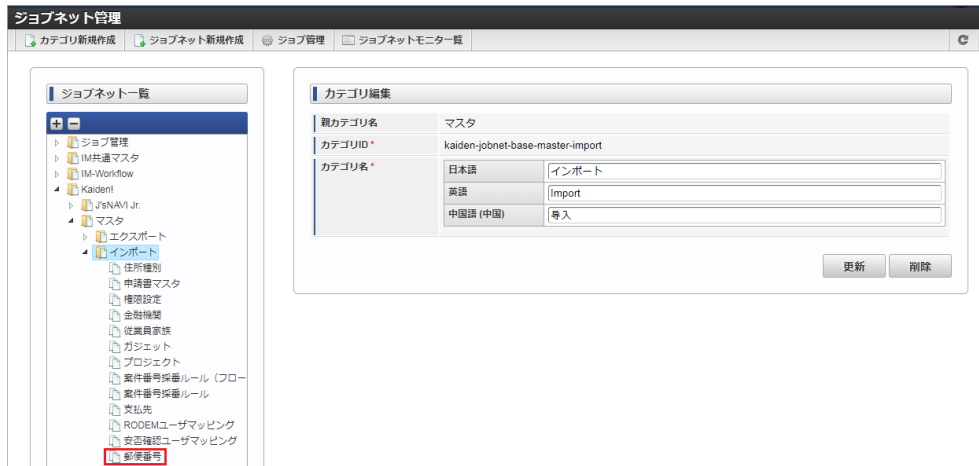 ジョブネット管理
カテゴリ新規作成 ジョブネット新規作成 ジョブ管理 ジョブネットモニタ一覧
ジョブネット一覧
ジョブ管理
IM共通マスタ
IM-Workflow
Kaiden!
J'sNAVI Jr.
マスタ
エクスポート
インポート
住所種別
申請書マスタ
権限設定
金融機関
従業員家族
ガジェット
プロジェクト
案件番号採番ルール（フロー
案件番号採番ルール
支払先
RODEMユーザマッピング
安否確認ユーザマッピング
郵便番号
カテゴリ編集
親カテゴリ名 マスタ
カテゴリID * kaiden-jobnet-base-master-import
カテゴリ名 * 日本語 インポート
英語 Import
中国語 (中国) 导入
更新 削除